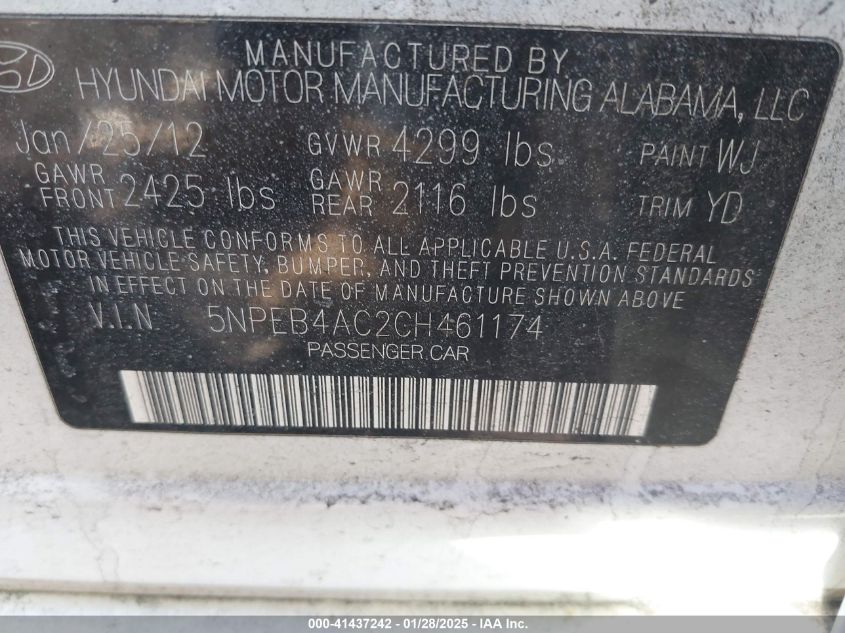 MANUFACTURED BY
HYUNDAI MOTOR MANUFACTURING ALABAMA, LLC
Jan/25/12 GVWR 4299 lbs PAINT WJ
GAWR FRONT 2425 lbs GAWR REAR 2116 lbs TRIM YD
THIS VEHICLE CONFORMS TO ALL APPLICABLE U.S.A. FEDERAL
MOTOR VEHICLE SAFETY, BUMPER, AND THEFT PREVENTION STANDARDS
IN EFFECT ON THE DATE OF MANUFACTURE SHOWN ABOVE
V.I.N 5NPEB4AC2CH461174
PASSENGER CAR
000-41437242 - 01/28/2025 - IAA Inc.